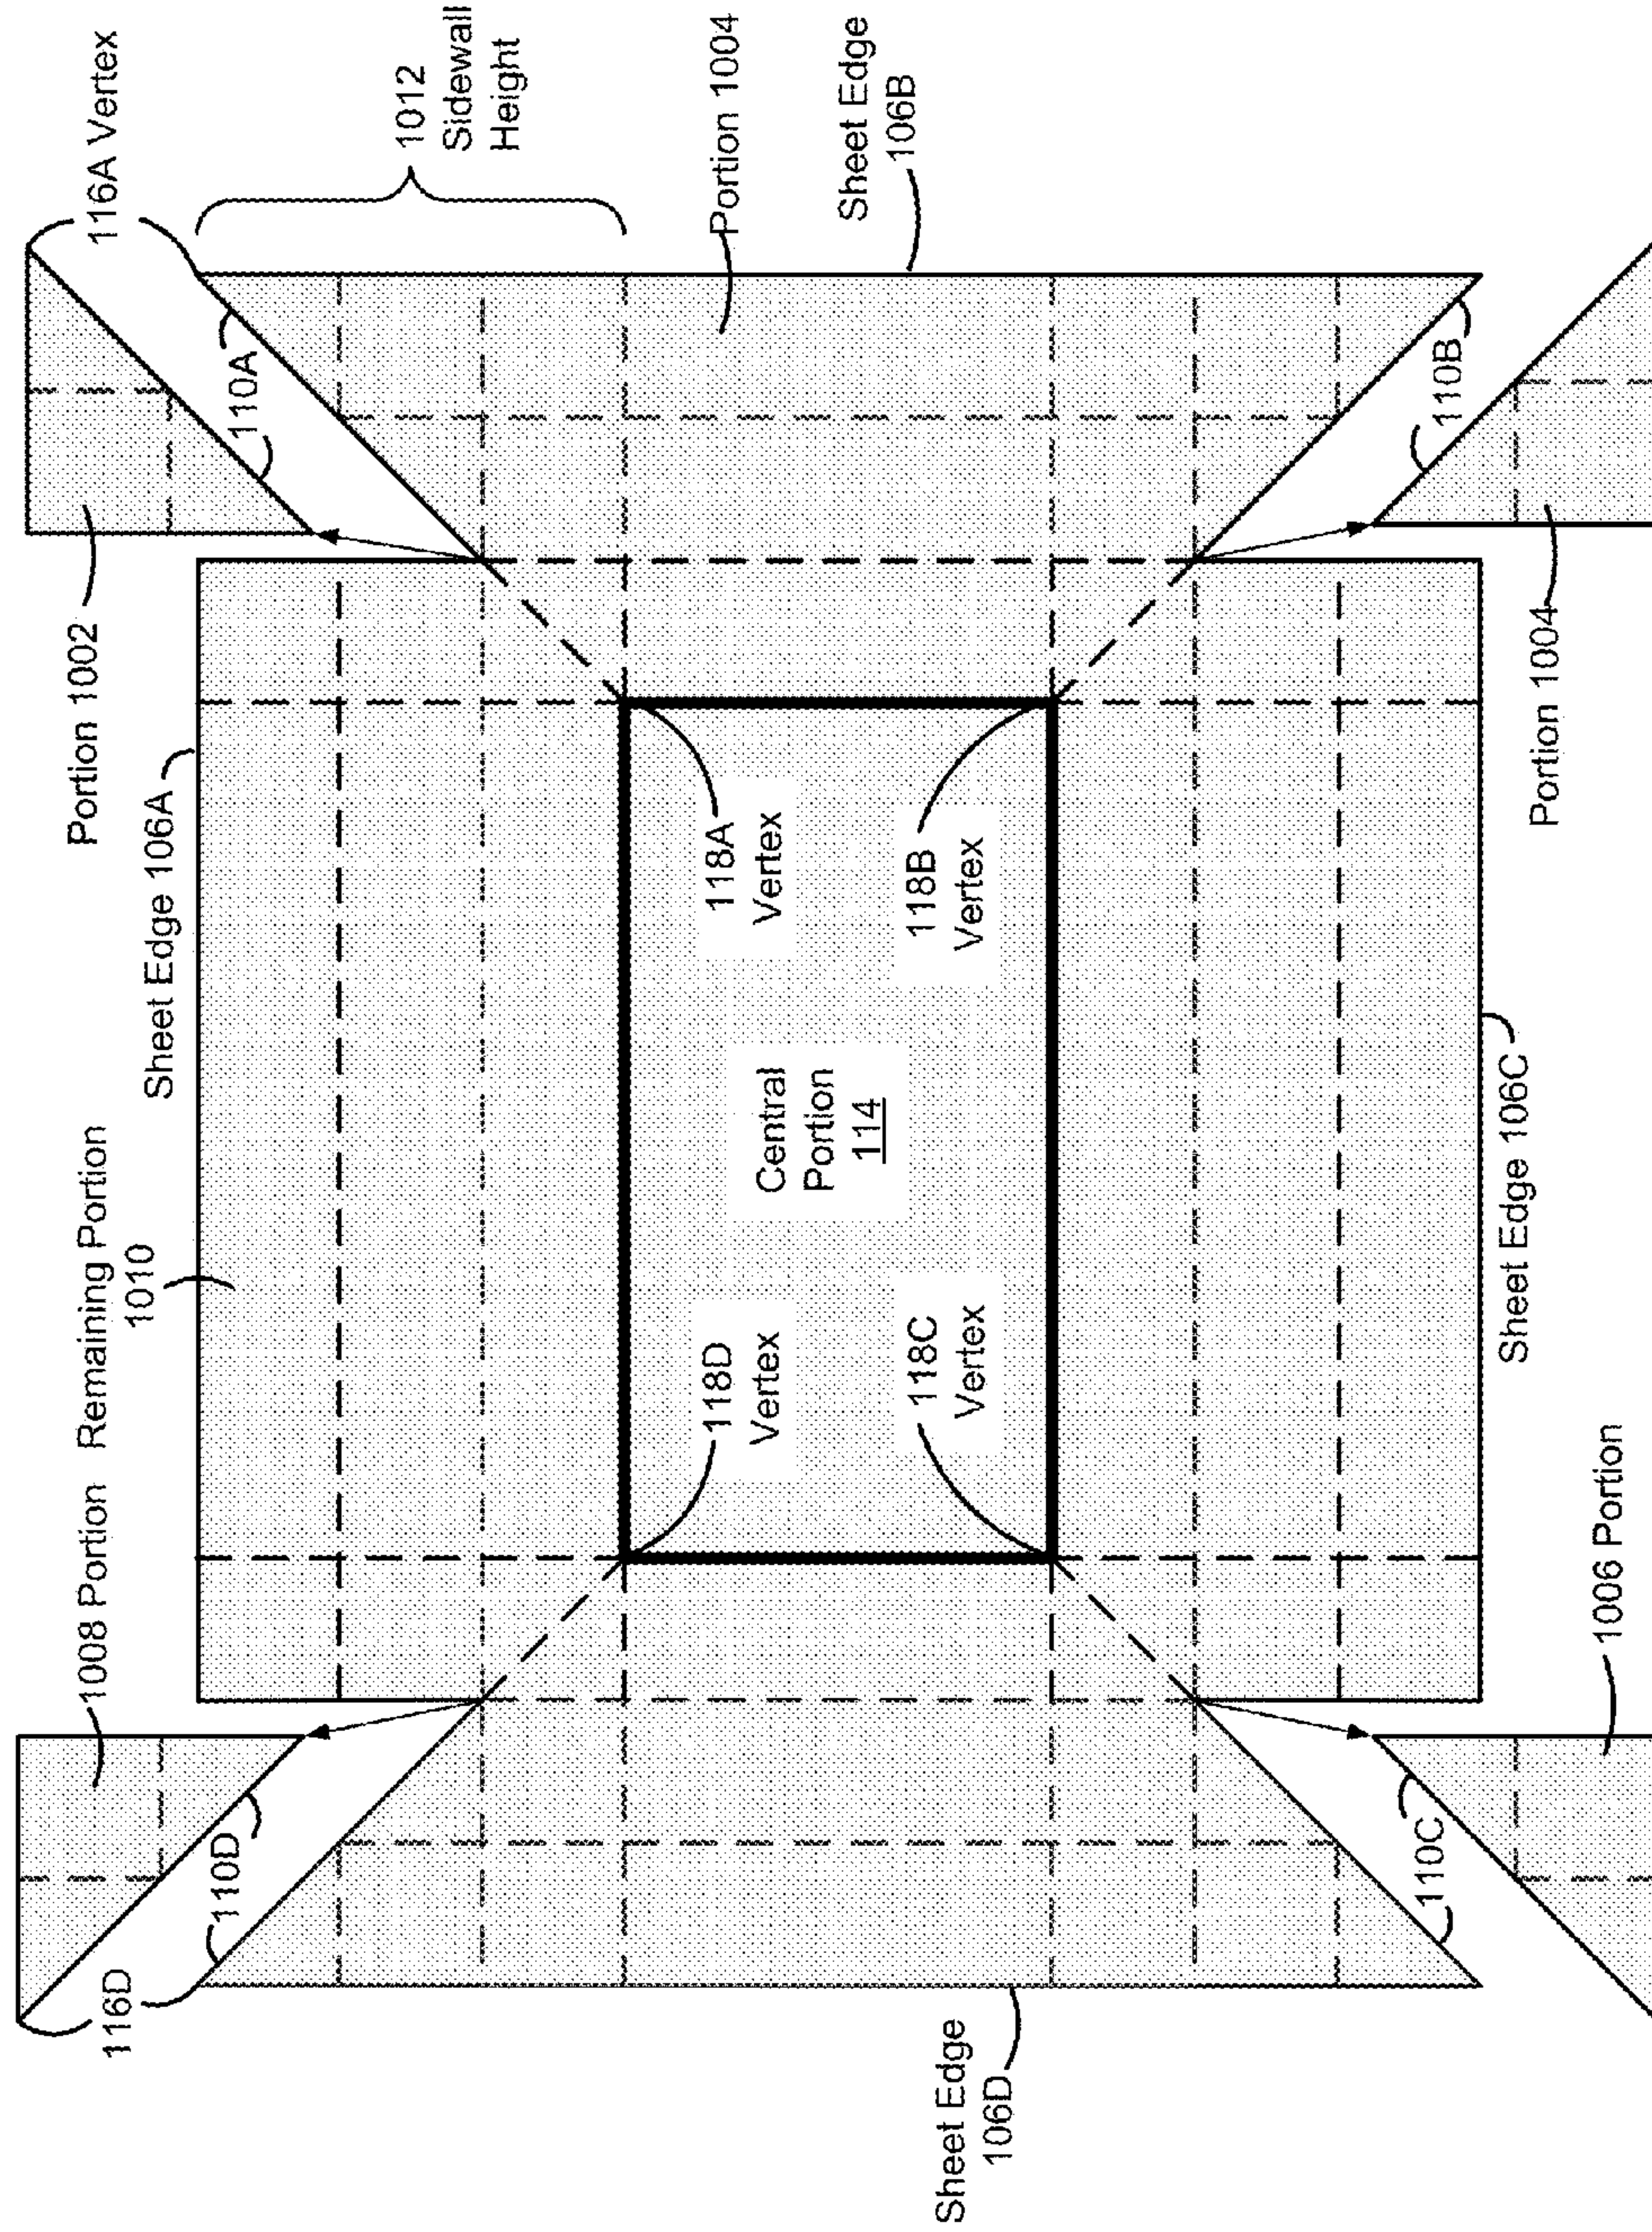 116A Vertex
1012
Sidewall
Height
Portion 1004
Sheet Edge
106B
Portion 1002
110A
110B
Portion 1004
Sheet Edge 106A
118A
Vertex
118B
Vertex
Central
Portion
114
Remaining Portion
1010
118D
Vertex
118C
Vertex
Sheet Edge 106C
1008 Portion
110D
116D
110C
1006 Portion
Sheet Edge
106D